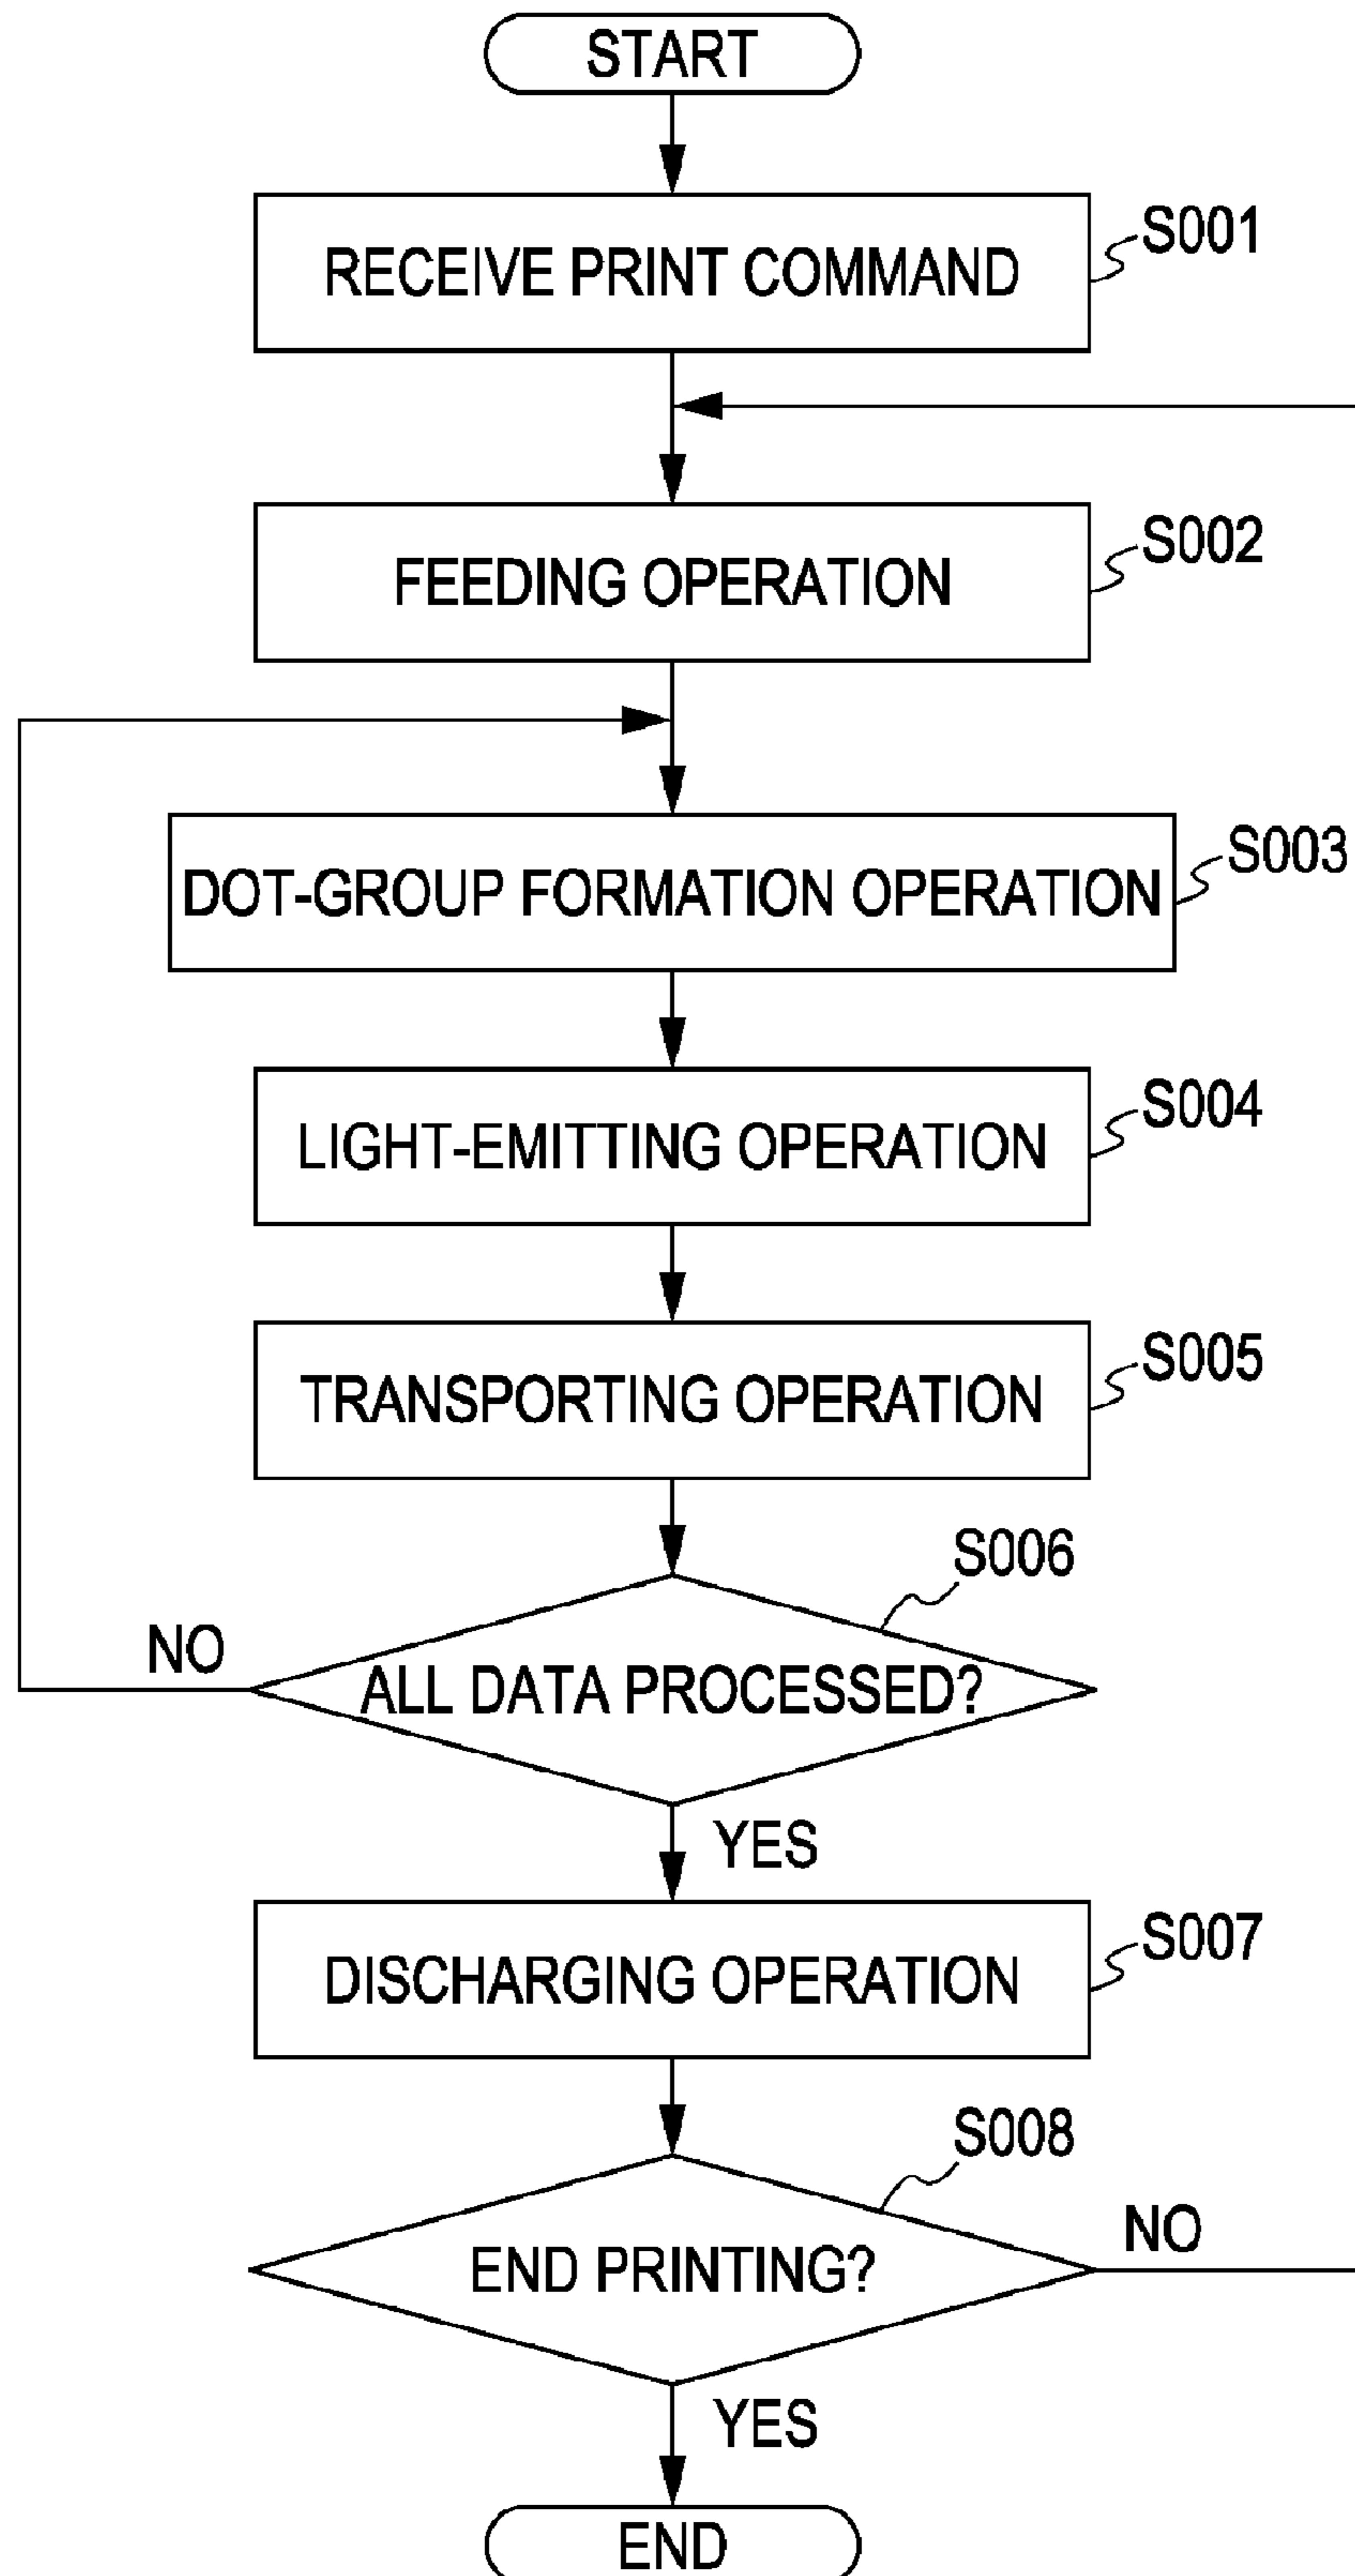 START
RECEIVE PRINT COMMAND
S001
FEEDING OPERATION
S002
DOT-GROUP FORMATION OPERATION
S003
LIGHT-EMITTING OPERATION
S004
TRANSPORTING OPERATION
S005
S006
NO
ALL DATA PROCESSED?
YES
DISCHARGING OPERATION
S007
S008
NO
END PRINTING?
YES
END